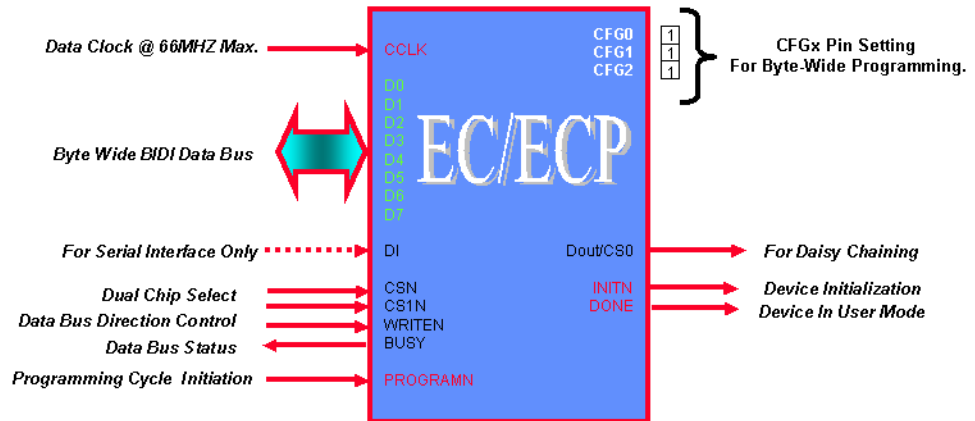 Data Clock @ 66MHZ Max.
CCLK
CFG0 1
CFG1 1
CFG2 1
CFGx Pin Setting
For Byte-Wide Programming.
D0
D1
D2
D3
D4
D5
D6
D7
Byte Wide BIDI Data Bus
EC/ECP
For Serial Interface Only
DI
Dout/CS0
For Daisy Chaining
Dual Chip Select
CSN
CS1N
INITN
Device Initialization
DONE
Device In User Mode
Data Bus Direction Control
WRITEN
Data Bus Status
BUSY
Programming Cycle Initiation
PROGRAMN